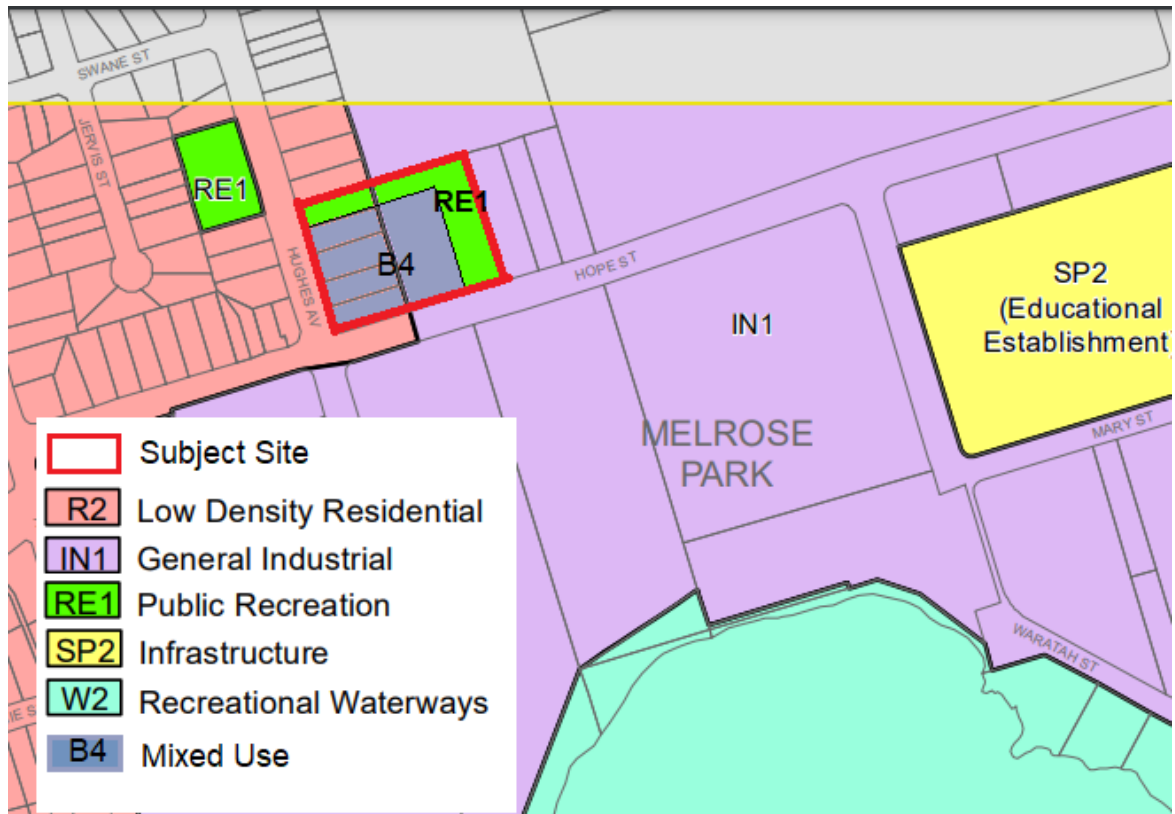 SWANE ST
JERVIS ST
RE1
RE1
HUGHES AV
B4
HOPE ST
IN1
SP2
(Educational
Establishment)
MELROSE
PARK
MARY ST
WARATAH ST
Subject Site
R2 Low Density Residential
IN1 General Industrial
RE1 Public Recreation
SP2 Infrastructure
W2 Recreational Waterways
B4 Mixed Use